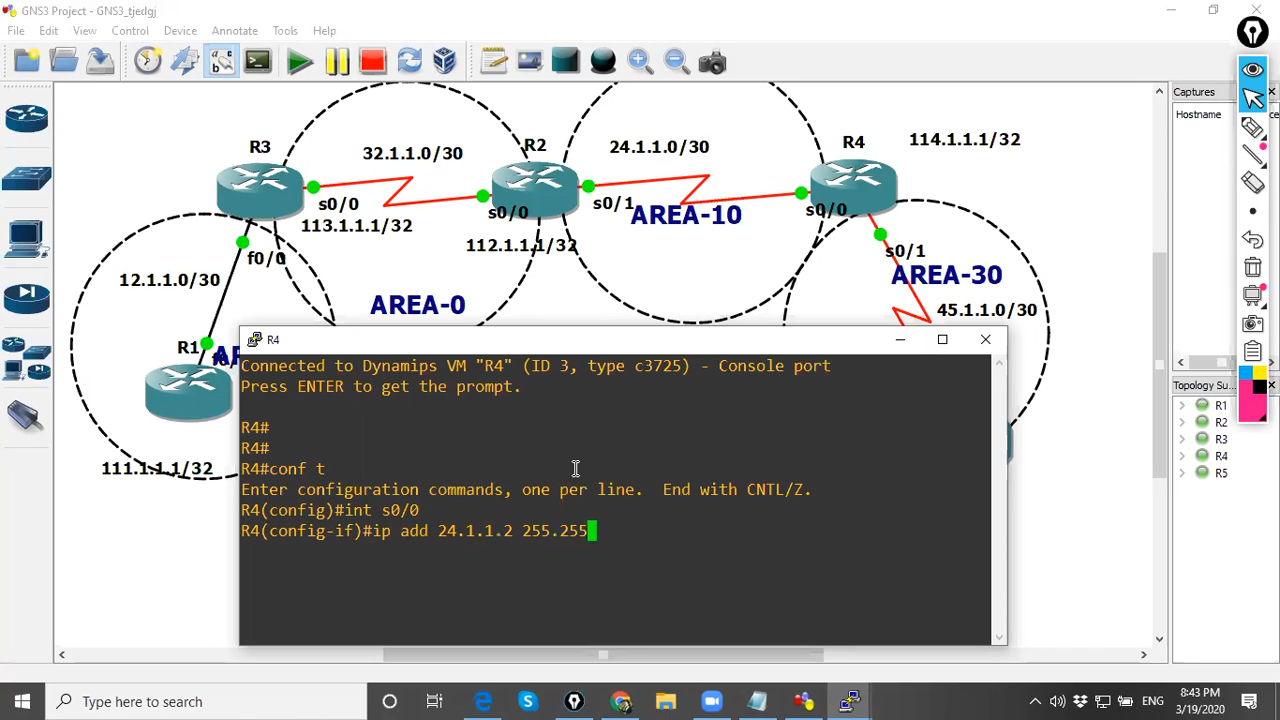 GNS3 Project - GNS3_tjedgj
File Edit View Control Device Annotate Tools Help
Captures
Hostname
R3
32.1.1.0/30
R2
24.1.1.0/30
R4
114.1.1.1/32
s0/0
113.1.1.1/32
s0/0
112.1.1.1/32
s0/1
AREA-10
s0/0
s0/1
AREA-30
45.1.1.0/30
f0/0
12.1.1.0/30
AREA-0
R1
111.1.1.1/32
R4
Connected to Dynamips VM "R4" (ID 3, type c3725) - Console port
Press ENTER to get the prompt.
R4#
R4#
R4#conf t
Enter configuration commands, one per line.  End with CNTL/Z.
R4(config)#int s0/0
R4(config-if)#ip add 24.1.1.2 255.255
Topology Su...
R1
R2
R3
R4
R5
Type here to search
ENG
8:43 PM
3/19/2020